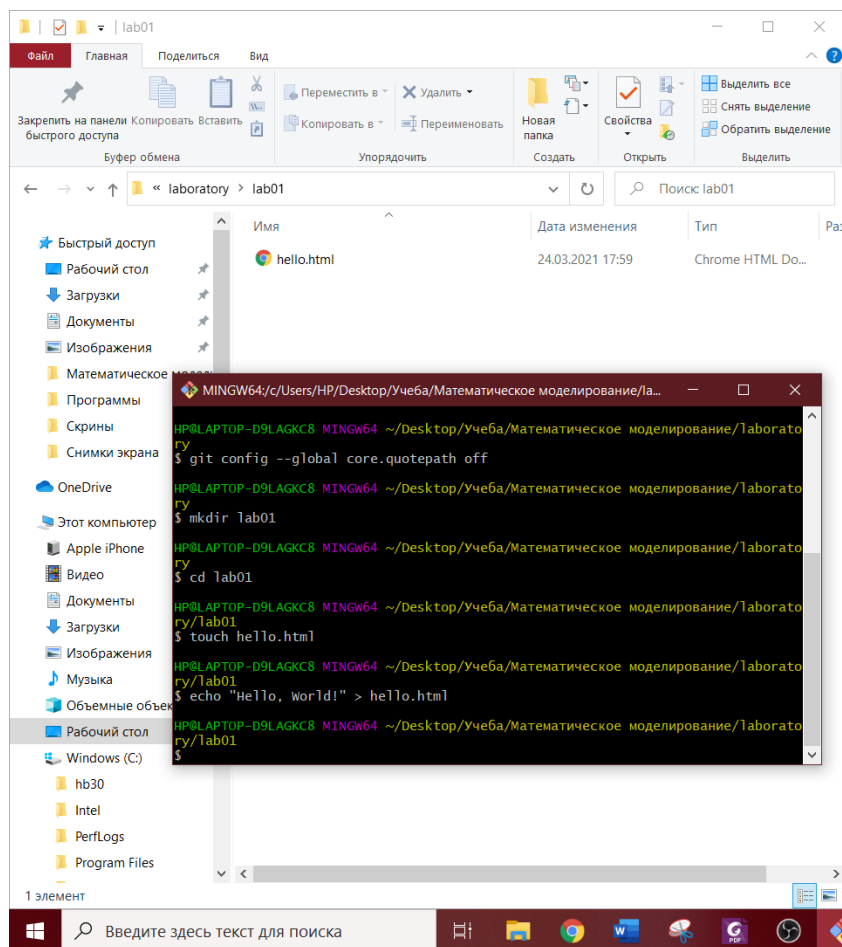 lab01
Файл Главная Поделиться Вид
Закрепить на панели быстрого доступа
Копировать
Вставить
Переместить в
Копировать в
Удалить
Переименовать
Новая папка
Свойства
Выделить все
Снять выделение
Обратить выделение
Буфер обмена Упорядочить Создать Открыть Выделить
« laboratory > lab01
Поиск: lab01
Имя Дата изменения Тип Раз
hello.html 24.03.2021 17:59 Chrome HTML Do...
Быстрый доступ
Рабочий стол
Загрузки
Документы
Изображения
Математическое
Программы
Скрины
Снимки экрана
OneDrive
Этот компьютер
Apple iPhone
Видео
Документы
Загрузки
Изображения
Музыка
Объемные объек
Рабочий стол
Windows (C:)
hb30
Intel
PerfLogs
Program Files
MINGW64:/c/Users/HP/Desktop/Учеба/Математическое моделирование/la...
HP@LAPTOP-D9LAGKC8 MINGW64 ~/Desktop/Учеба/Математическое моделирование/laborato
ry
$ git config --global core.quotepath off
HP@LAPTOP-D9LAGKC8 MINGW64 ~/Desktop/Учеба/Математическое моделирование/laborato
ry
$ mkdir lab01
HP@LAPTOP-D9LAGKC8 MINGW64 ~/Desktop/Учеба/Математическое моделирование/laborato
ry
$ cd lab01
HP@LAPTOP-D9LAGKC8 MINGW64 ~/Desktop/Учеба/Математическое моделирование/laborato
ry/lab01
$ touch hello.html
HP@LAPTOP-D9LAGKC8 MINGW64 ~/Desktop/Учеба/Математическое моделирование/laborato
ry/lab01
$ echo "Hello, World!" > hello.html
HP@LAPTOP-D9LAGKC8 MINGW64 ~/Desktop/Учеба/Математическое моделирование/laborato
ry/lab01
$
1 элемент
Введите здесь текст для поиска